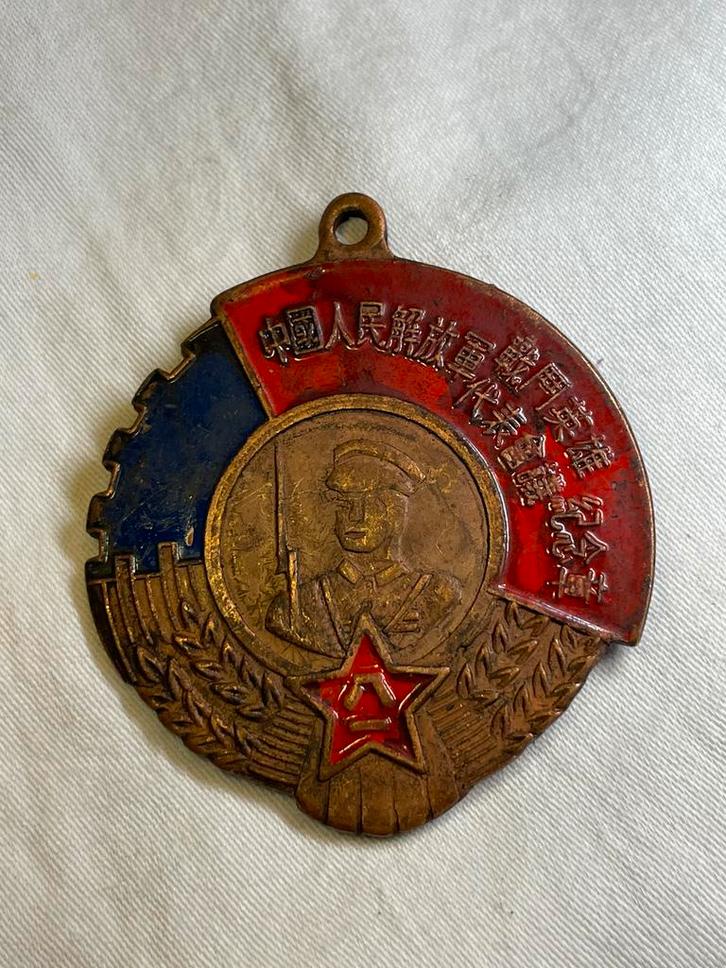 中國人民解放軍戰鬥英雄
代表會議紀念章
八一